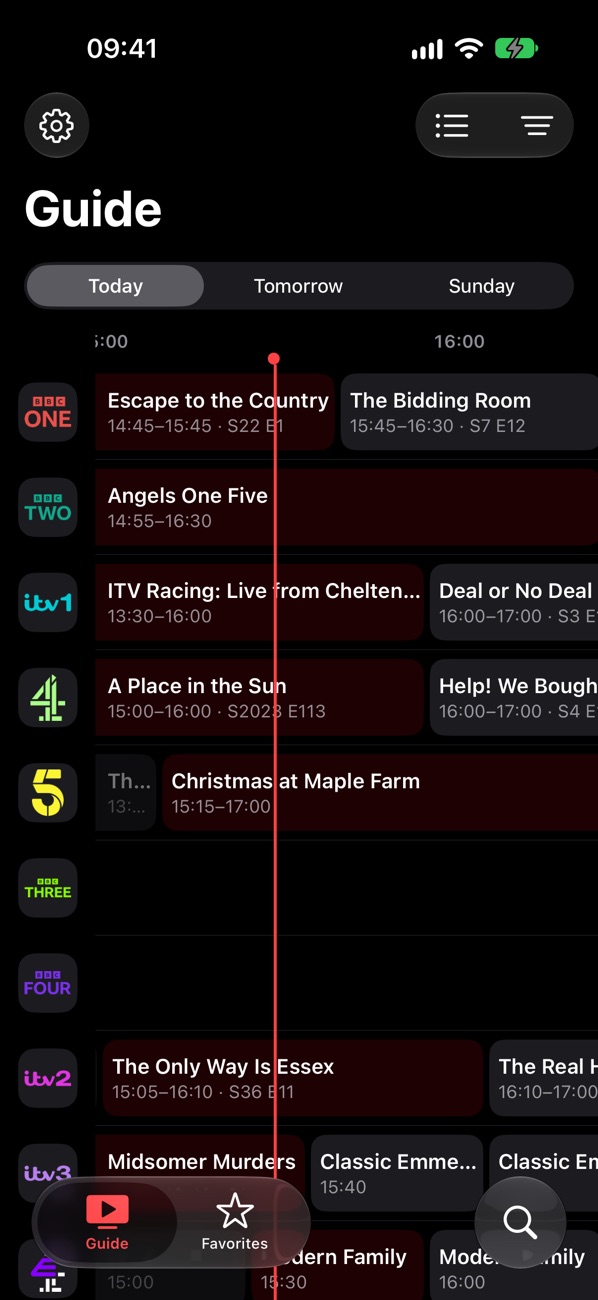 09:41
Guide
Today
Tomorrow
Sunday
16:00
BBC
ONE
Escape to the Country
14:45–15:45 · S22 E1
The Bidding Room
15:45–16:30 · S7 E12
BBC
TWO
Angels One Five
14:55–16:30
itv1
ITV Racing: Live from Chelten...
13:30–16:00
Deal or No Deal
16:00–17:00 · S3 E
4
A Place in the Sun
15:00–16:00 · S2023 E113
Help! We Bough
16:00–17:00 · S4 E
5
Th...
13:...
Christmas at Maple Farm
15:15–17:00
BBC
THREE
BBC
FOUR
itv2
The Only Way Is Essex
15:05–16:10 · S36 E11
The Real H
16:10–17:00
itv3
Midsomer Murders
Classic Emme...
15:40
Classic Em
Guide
Favorites
E4
15:00
dern Family
15:30
Mode mily
16:00